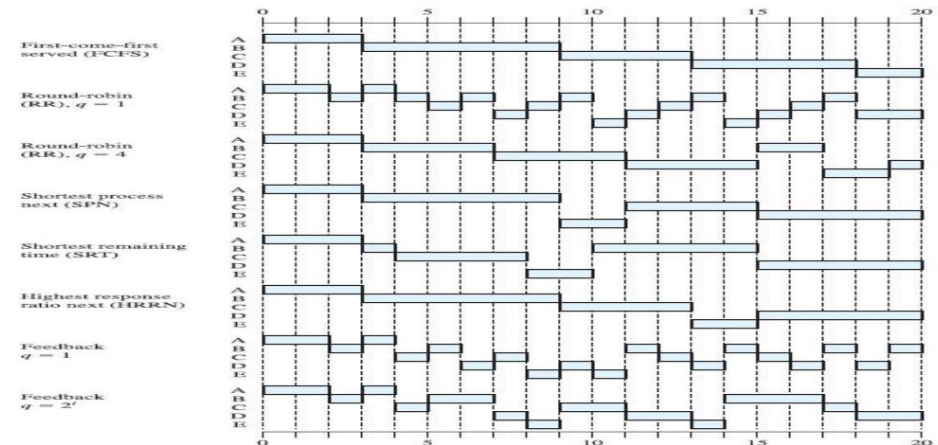 0 5 10 15 20
First-come-first
served (FCFS)
A
B
C
D
E
Round-robin
(RR), q = 1
A
B
C
D
E
Round-robin
(RR), q = 4
A
B
C
D
E
Shortest process
next (SPN)
A
B
C
D
E
Shortest remaining
time (SRT)
A
B
C
D
E
Highest response
ratio next (HRRN)
A
B
C
D
E
Feedback
q = 1
A
B
C
D
E
Feedback
q = 2ⁱ
A
B
C
D
E
0 5 10 15 20